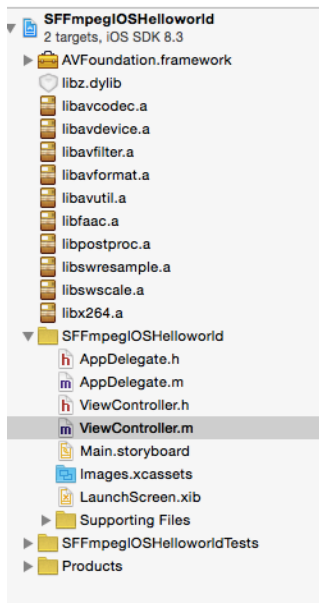 SFFmpegIOSHelloworld
2 targets, iOS SDK 8.3
AVFoundation.framework
libz.dylib
libavcodec.a
libavdevice.a
libavfilter.a
libavformat.a
libavutil.a
libfaac.a
libpostproc.a
libswresample.a
libswscale.a
libx264.a
SFFmpegIOSHelloworld
h AppDelegate.h
m AppDelegate.m
h ViewController.h
m ViewController.m
Main.storyboard
Images.xcassets
LaunchScreen.xib
Supporting Files
SFFmpegIOSHelloworldTests
Products